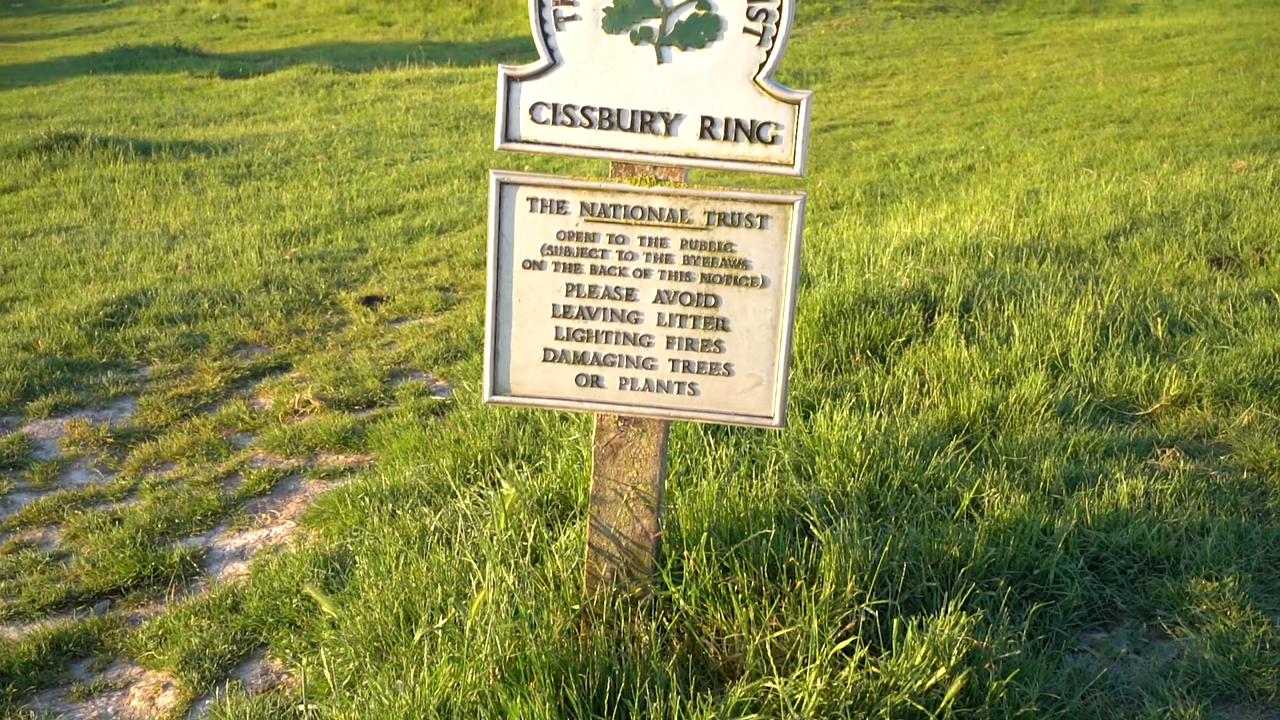 CISSBURY RING
THE NATIONAL TRUST
OPEN TO THE PUBLIC
(SUBJECT TO THE BYELAWS
ON THE BACK OF THIS NOTICE)
PLEASE AVOID
LEAVING LITTER
LIGHTING FIRES
DAMAGING TREES
OR PLANTS